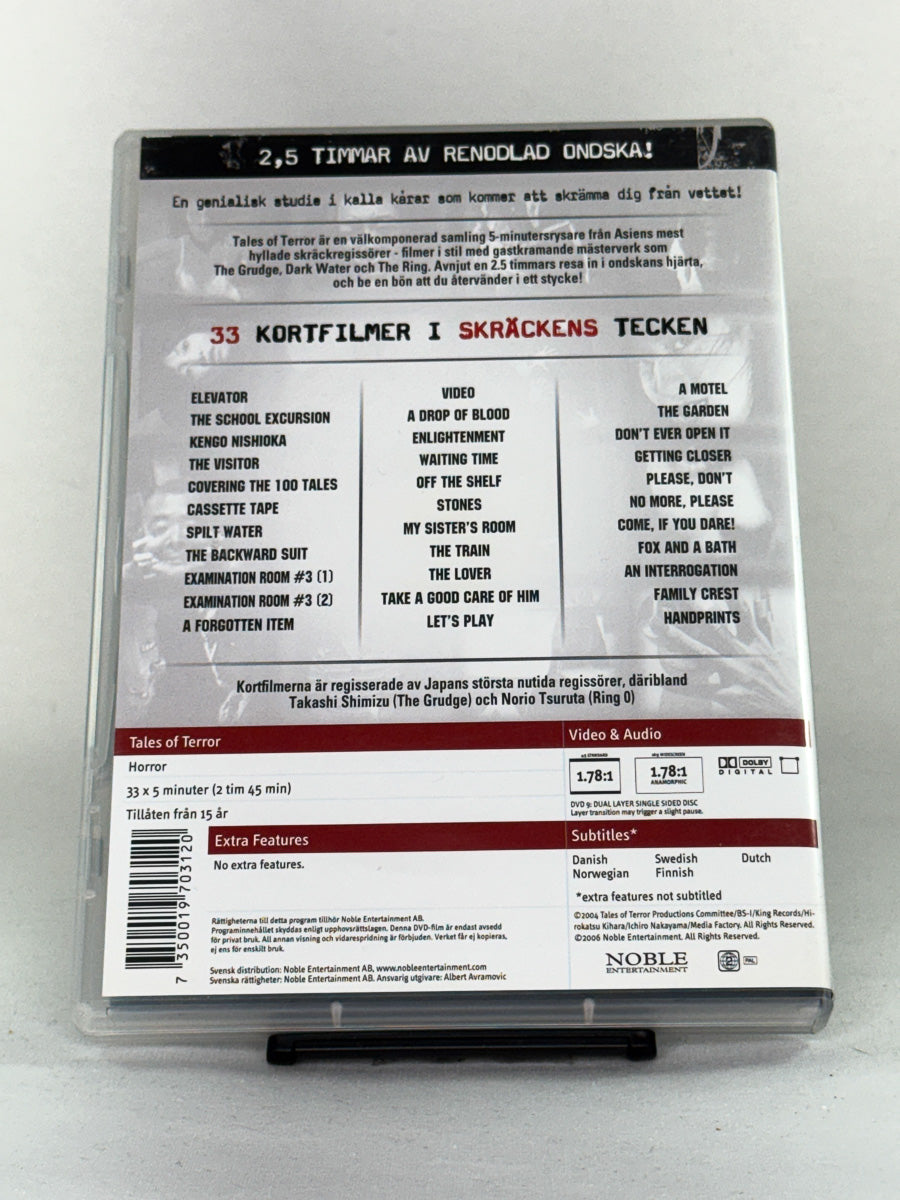 2,5 TIMMAR AV RENODLAD ONDSKA!
En genialisk studie i kalla kårar som kommer att skrämma dig från vettet!
Tales of Terror är en välkomponerad samling 5-minutersrysare från Asiens mest
hyllade skräckregissörer - filmer i stil med gastkramande mästerverk som
The Grudge, Dark Water och The Ring. Avnjut en 2.5 timmars resa in i ondskans hjärta,
och be en bön att du återvänder i ett stycke!
33 KORTFILMER I SKRÄCKENS TECKEN
ELEVATOR
THE SCHOOL EXCURSION
KENGO NISHIOKA
THE VISITOR
COVERING THE 100 TALES
CASSETTE TAPE
SPILT WATER
THE BACKWARD SUIT
EXAMINATION ROOM #3 (1)
EXAMINATION ROOM #3 (2)
A FORGOTTEN ITEM
VIDEO
A DROP OF BLOOD
ENLIGHTENMENT
WAITING TIME
OFF THE SHELF
STONES
MY SISTER'S ROOM
THE TRAIN
THE LOVER
TAKE A GOOD CARE OF HIM
LET'S PLAY
A MOTEL
THE GARDEN
DON'T EVER OPEN IT
GETTING CLOSER
PLEASE, DON'T
NO MORE, PLEASE
COME, IF YOU DARE!
FOX AND A BATH
AN INTERROGATION
FAMILY CREST
HANDPRINTS
Kortfilmerna är regisserade av Japans största nutida regissörer, däribland
Takashi Shimizu (The Grudge) och Norio Tsuruta (Ring 0)
Tales of Terror
Horror
33 x 5 minuter (2 tim 45 min)
Tillåten från 15 år
Video & Audio
1.78:1
16:9 WIDESCREEN
1.78:1
ANAMORPHIC
DOLBY
DIGITAL
DVD 9: DUAL LAYER SINGLE SIDED DISC
Layer transition may trigger a slight pause.
Extra Features
No extra features.
Subtitles*
Danish Swedish Dutch
Norwegian Finnish
*extra features not subtitled
7 350019 703120
Rättigheterna till detta program tillhör Noble Entertainment AB.
Programinnehållet skyddas enligt upphovsrättslagen. Denna DVD-film är endast avsedd
för privat bruk. All annan visning och vidarespridning är förbjuden. Verket får ej kopieras,
ej ens för enskilt bruk.
Svensk distribution: Noble Entertainment AB, www.nobleentertainment.com
Svenska rättigheter: Noble Entertainment AB. Ansvarig utgivare: Albert Avramovic
©2004 Tales of Terror Productions Committee/BS-I/King Records/Hi-
rokatsu Kihara/Ichiro Nakayama/Media Factory. All Rights Reserved.
©2006 Noble Entertainment. All Rights Reserved.
NOBLE
ENTERTAINMENT
2
PAL